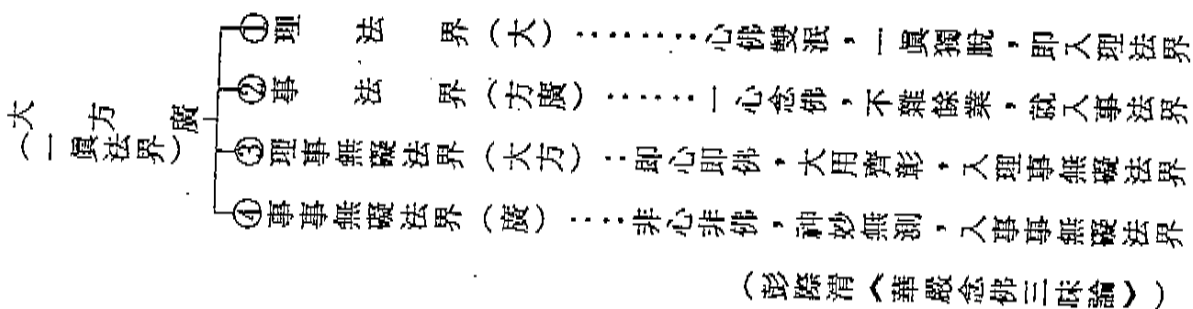 大方廣
(一眞法界)
①理法界(大)⋯⋯⋯心佛雙泯,一眞獨脫,即入理法界
②事法界(方廣)⋯⋯一心念佛,不雜餘業,就入事法界
③理事無礙法界(大方)⋯即心即佛,大用齊彰,入理事無礙法界
④事事無礙法界(廣)⋯⋯非心非佛,神妙無測,入事事無礙法界
(彭際清《華嚴念佛三昧論》)